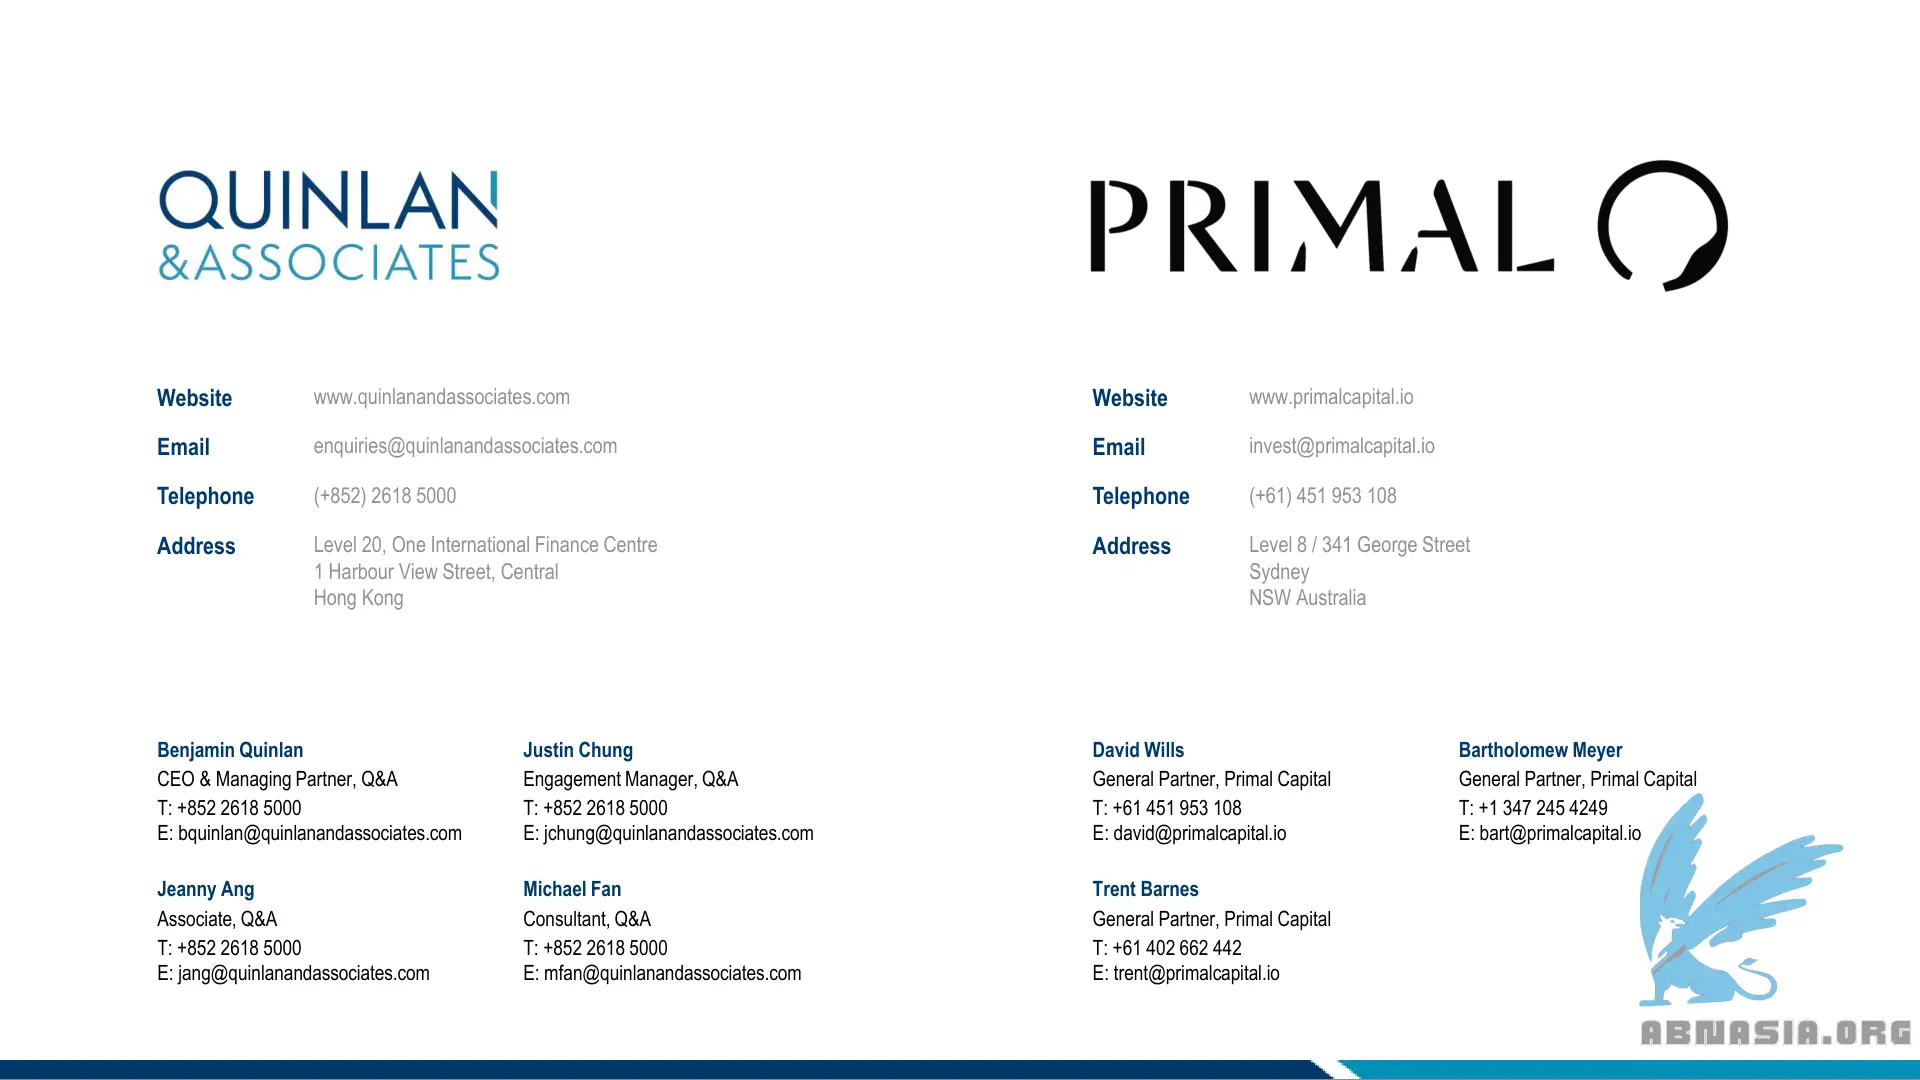 QUINLAN
&ASSOCIATES
Website www.quinlanandassociates.com
Email enquiries@quinlanandassociates.com
Telephone (+852) 2618 5000
Address Level 20, One International Finance Centre
1 Harbour View Street, Central
Hong Kong
Benjamin Quinlan
CEO & Managing Partner, Q&A
T: +852 2618 5000
E: bquinlan@quinlanandassociates.com
Justin Chung
Engagement Manager, Q&A
T: +852 2618 5000
E: jchung@quinlanandassociates.com
Jeanny Ang
Associate, Q&A
T: +852 2618 5000
E: jang@quinlanandassociates.com
Michael Fan
Consultant, Q&A
T: +852 2618 5000
E: mfan@quinlanandassociates.com
PRIMAL
Website www.primalcapital.io
Email invest@primalcapital.io
Telephone (+61) 451 953 108
Address Level 8 / 341 George Street
Sydney
NSW Australia
David Wills
General Partner, Primal Capital
T: +61 451 953 108
E: david@primalcapital.io
Bartholomew Meyer
General Partner, Primal Capital
T: +1 347 245 4249
E: bart@primalcapital.io
Trent Barnes
General Partner, Primal Capital
T: +61 402 662 442
E: trent@primalcapital.io
ABNASIA.ORG